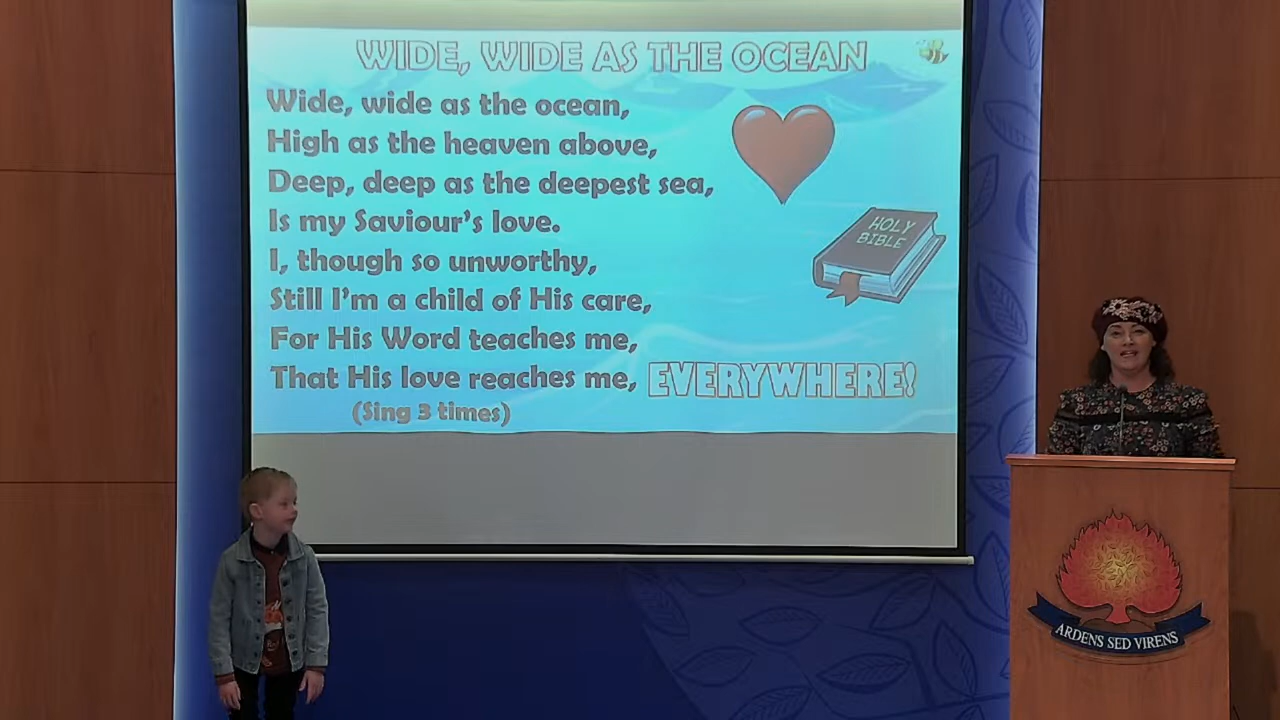 WIDE, WIDE AS THE OCEAN
Wide, wide as the ocean,
High as the heaven above,
Deep, deep as the deepest sea,
Is my Saviour's love.
I, though so unworthy,
Still I'm a child of His care,
For His Word teaches me,
That His love reaches me, EVERYWHERE!
(Sing 3 times)
HOLY
BIBLE
ARDENS SED VIRENS